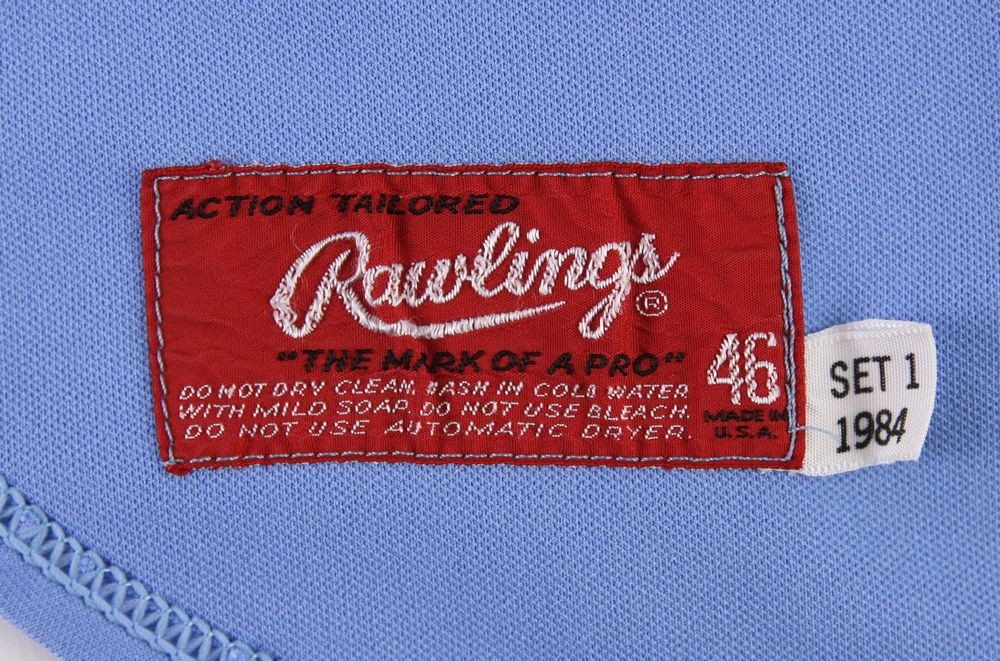 ACTION TAILORED
Rawlings®
"THE MARK OF A PRO"
46
DO NOT DRY CLEAN. WASH IN COLD WATER
WITH MILD SOAP. DO NOT USE BLEACH.
DO NOT USE AUTOMATIC DRYER.
MADE IN
U.S.A.
SET 1
1984